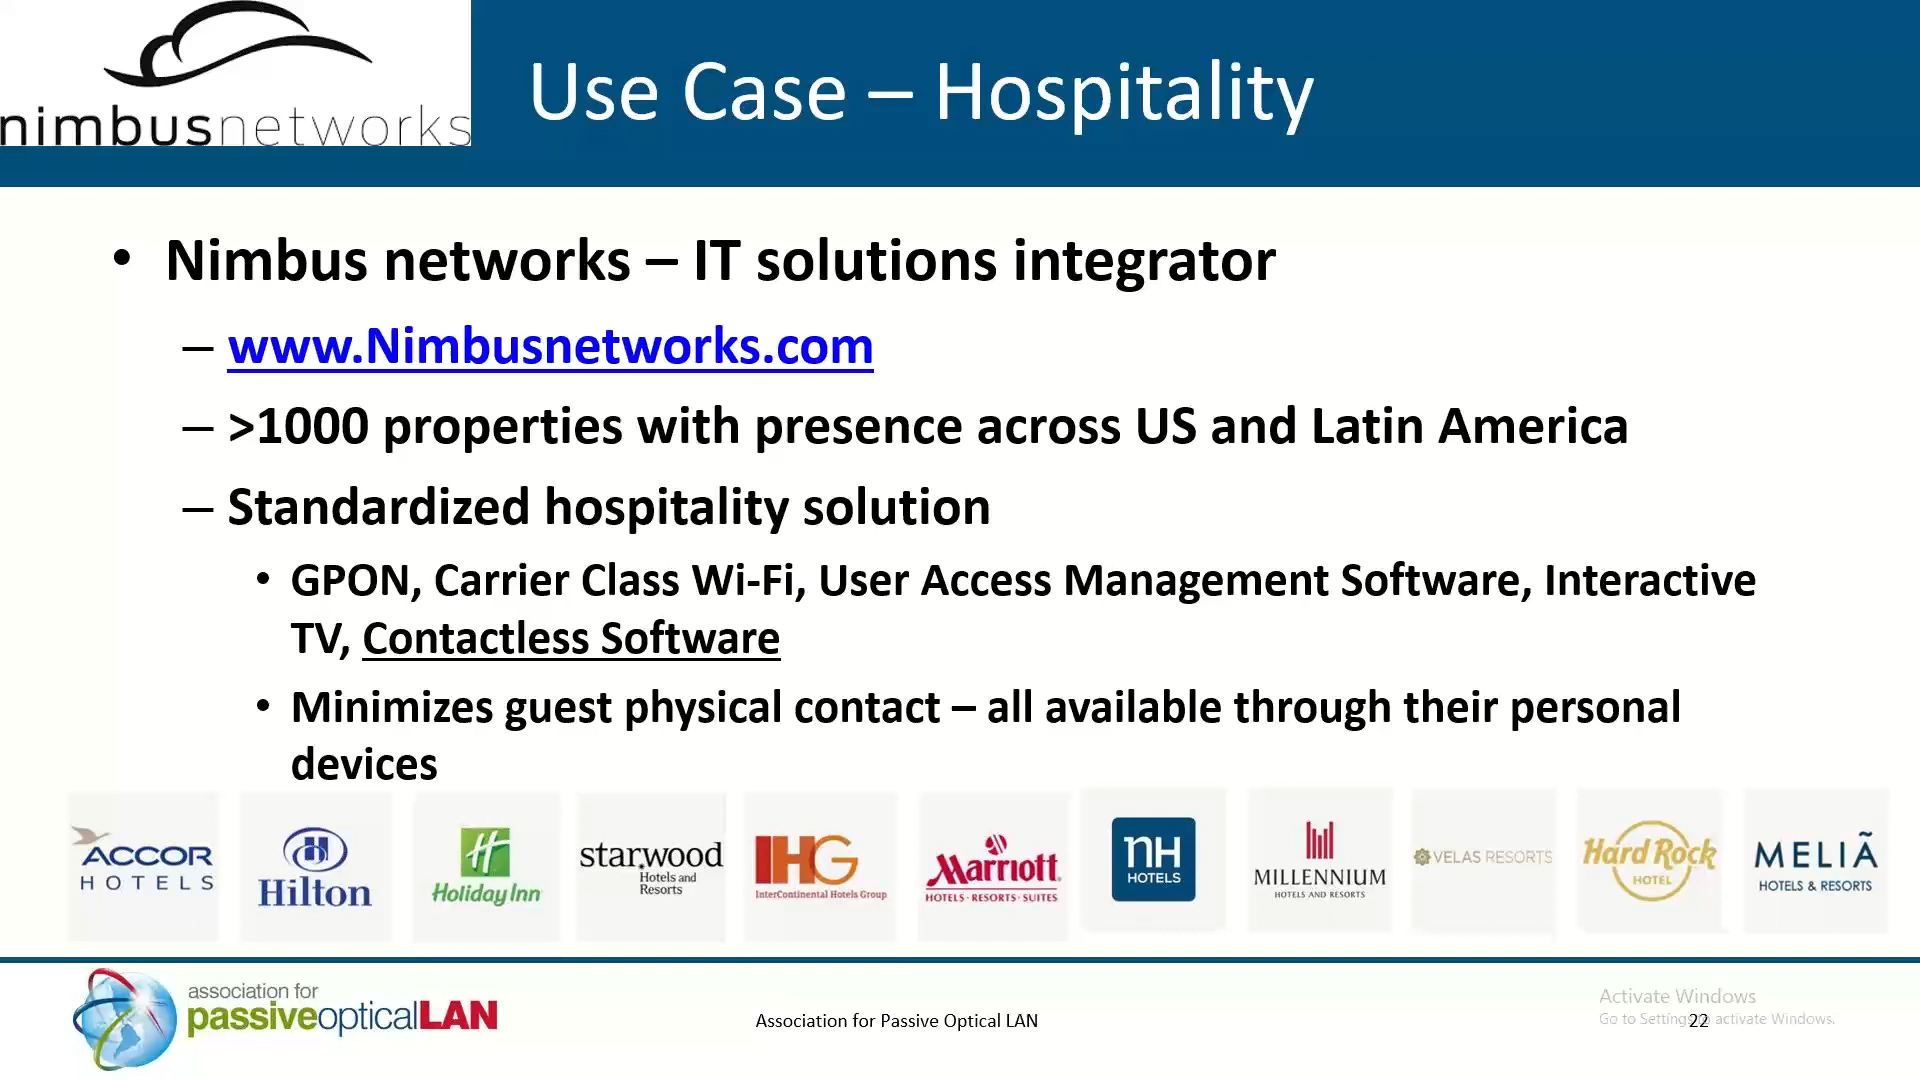 nimbusnetworks
Use Case – Hospitality
• Nimbus networks – IT solutions integrator
– www.Nimbusnetworks.com
– >1000 properties with presence across US and Latin America
– Standardized hospitality solution
• GPON, Carrier Class Wi-Fi, User Access Management Software, Interactive
TV, Contactless Software
• Minimizes guest physical contact – all available through their personal
devices
ACCOR
HOTELS
Hilton
H
Holiday Inn
starwood
Hotels and
Resorts
IHG
InterContinental Hotels Group
Marriott
HOTELS · RESORTS · SUITES
nH
HOTELS
MILLENNIUM
HOTELS AND RESORTS
VELAS RESORTS
Hard Rock
HOTEL
MELIÃ
HOTELS & RESORTS
association for
passiveopticalLAN
Association for Passive Optical LAN
Activate Windows
Go to Settings to activate Windows.
22